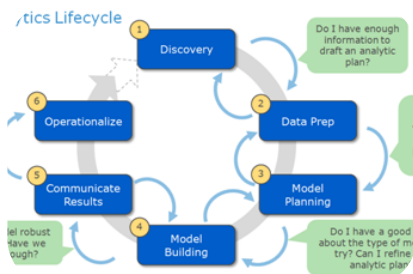 ytics Lifecycle
1
Discovery
Do I have enough
information to
draft an analytic
plan?
2
Data Prep
6
Operationalize
3
Model
Planning
5
Communicate
Results
4
Model
Building
del robust
Have we
ough?
Do I have a good
about the type of m
try? Can I refine
analytic plan